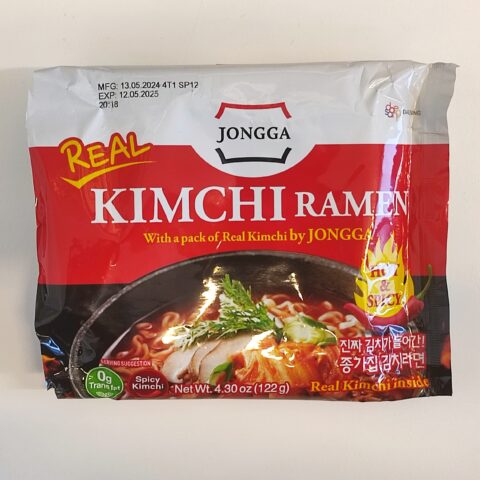 MFG: 13.05.2024 4T1 SP12
EXP: 12.05.2025
JONGGA
REAL
KIMCHI RAMEN
With a pack of Real Kimchi by JONGGA
HOT
&
SPICY
진짜 김치가 들어간!
종가집 김치라면
SERVING SUGGESTION
0g
Trans fat
Spicy
Kimchi
Net Wt. 4.30 oz (122g)
Real Kimchi inside